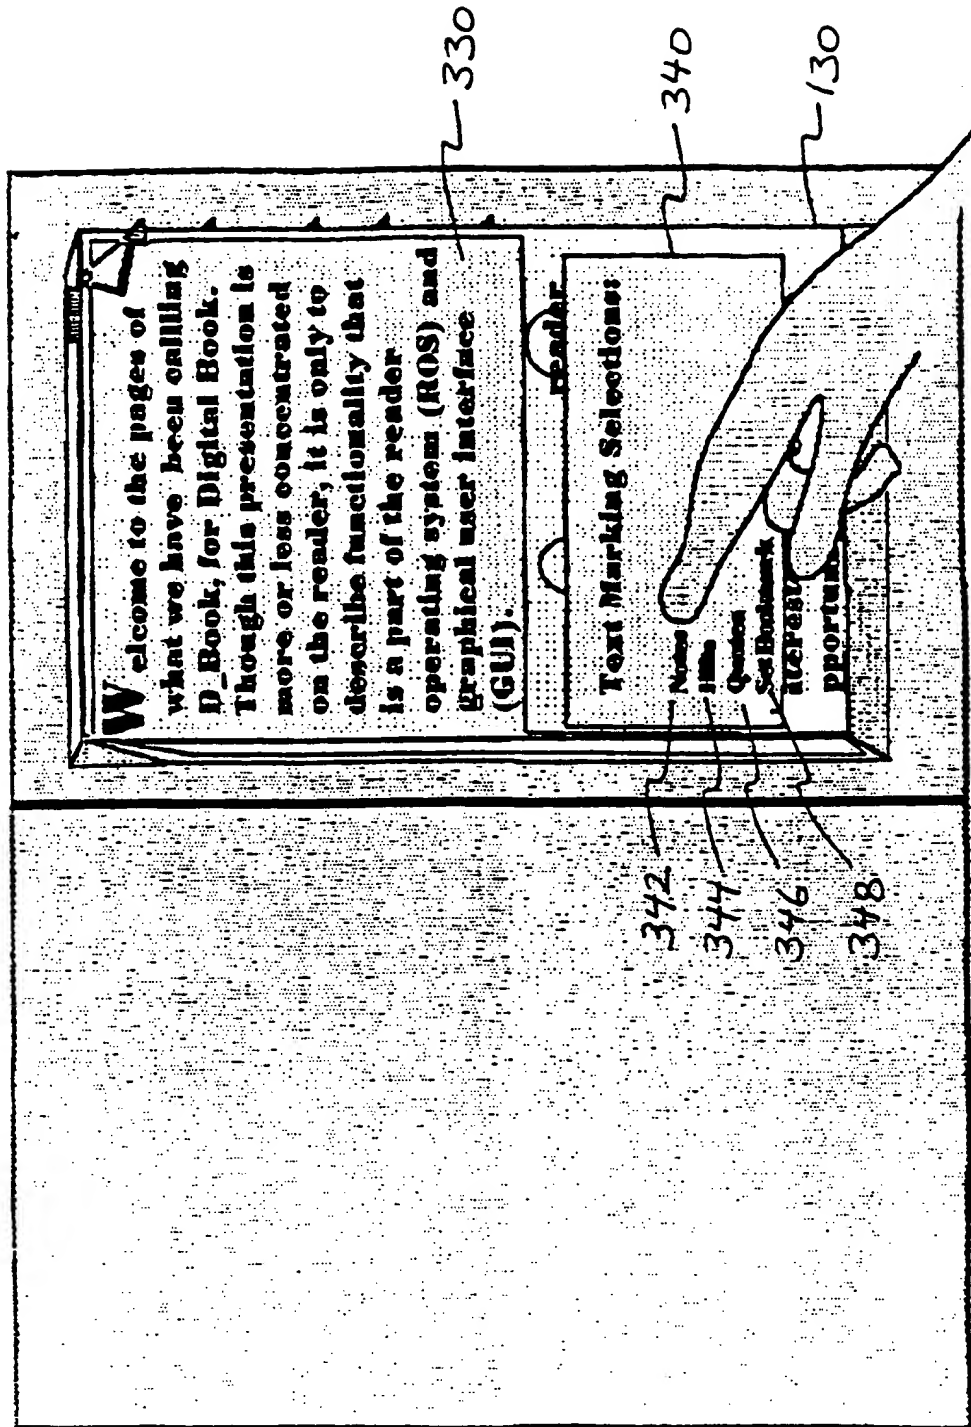 Welcome to the pages of
what we have been calling
D_Book, for Digital Book.
Though this presentation is
more or less concentrated
on the reader, it is only to
describe functionality that
is a part of the reader
operating system (ROS) and
graphical user interface
(GUI).
reader
Text Marking Selections:
Notes
Quotes
Set Bookmark
330
340
130
342
344
346
348